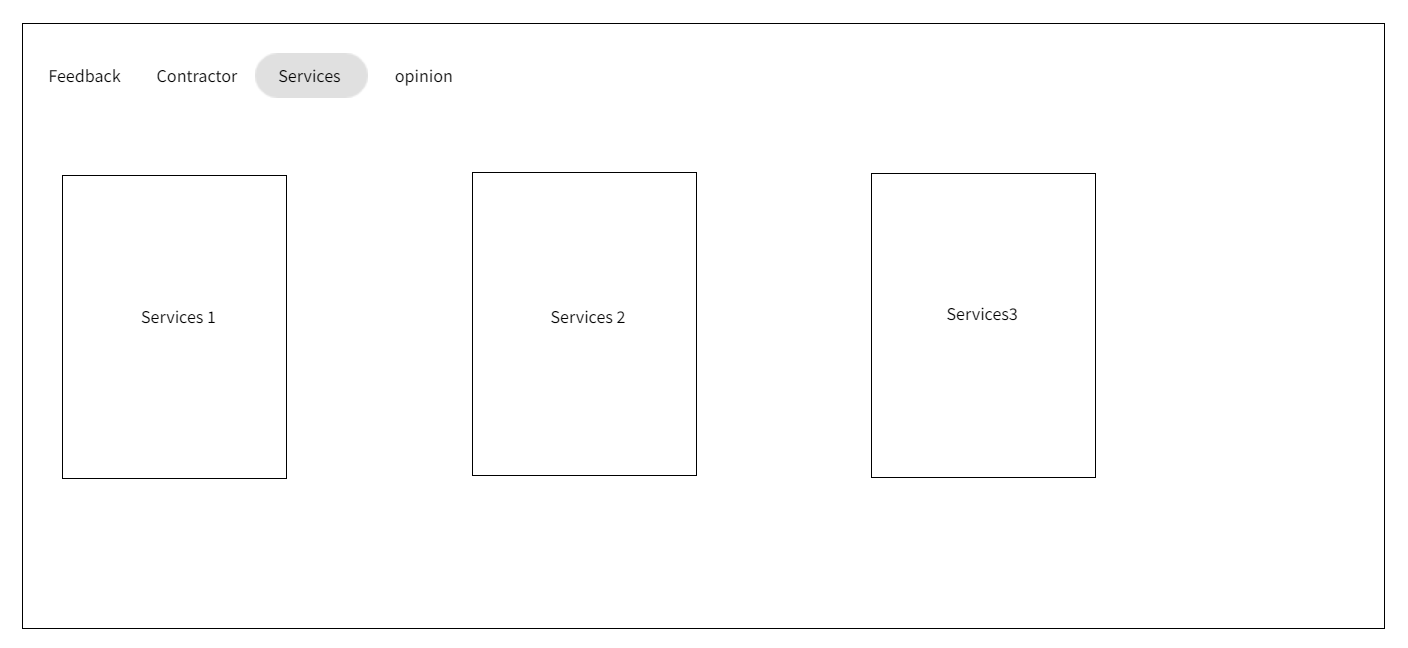 Feedback Contractor Services opinion
Services 1 Services 2 Services3